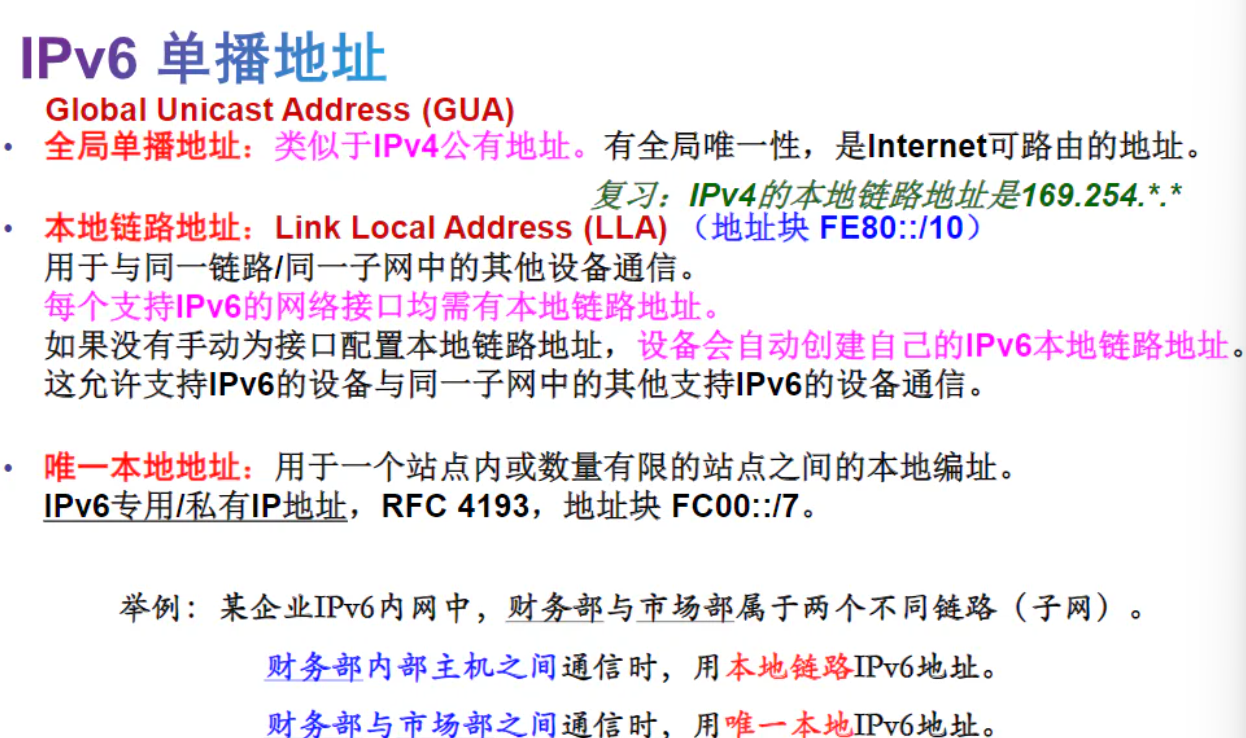 IPv6 单播地址
Global Unicast Address (GUA)
• 全局单播地址：类似于IPv4公有地址。有全局唯一性，是Internet可路由的地址。
复习：IPv4的本地链路地址是169.254.*.*
• 本地链路地址：Link Local Address (LLA) （地址块 FE80::/10）
用于与同一链路/同一子网中的其他设备通信。
每个支持IPv6的网络接口均需有本地链路地址。
如果没有手动为接口配置本地链路地址，设备会自动创建自己的IPv6本地链路地址。
这允许支持IPv6的设备与同一子网中的其他支持IPv6的设备通信。
• 唯一本地地址：用于一个站点内或数量有限的站点之间的本地编址。
IPv6专用/私有IP地址，RFC 4193，地址块 FC00::/7。
举例：某企业IPv6内网中，财务部与市场部属于两个不同链路（子网）。
财务部内部主机之间通信时，用本地链路IPv6地址。
财务部与市场部之间通信时，用唯一本地IPv6地址。